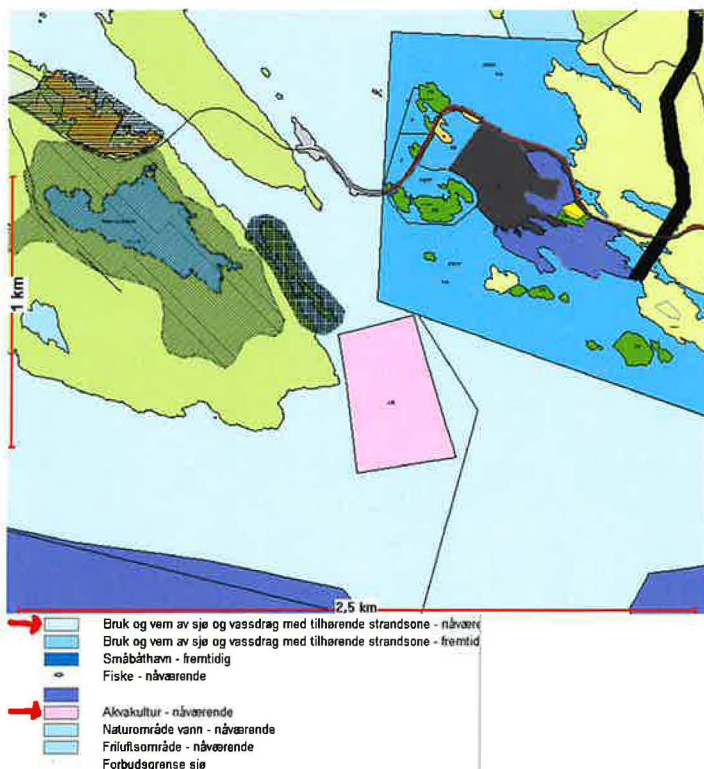 1 km
2,5 km
Bruk og vern av sjø og vassdrag med tilhørende strandsone - nåvære
Bruk og vern av sjø og vassdrag med tilhørende strandsone - fremtid
Småbåthavn - fremtidig
Fiske - nåværende
Akvakultur - nåværende
Naturområde vann - nåværende
Friluftsområde - nåværende
Forbudsgrense sjø